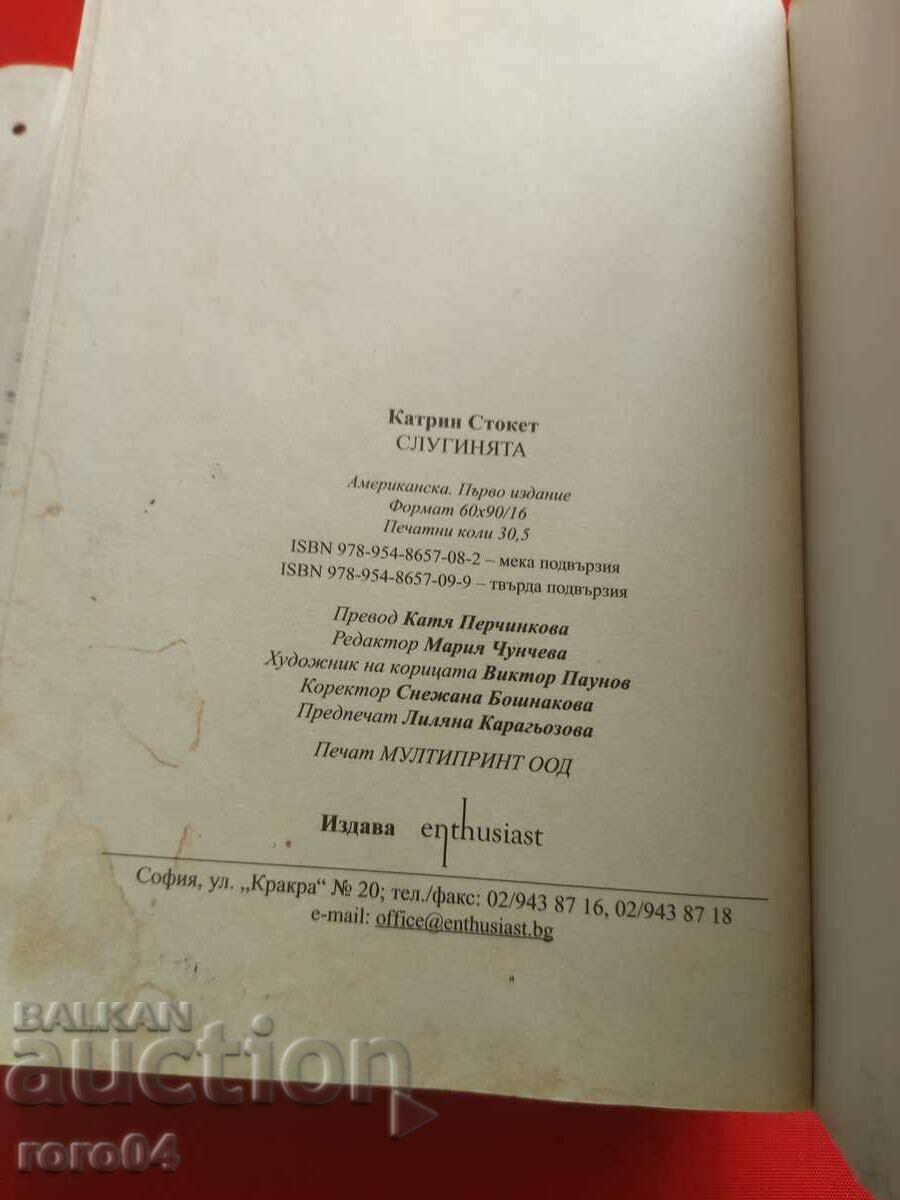 Катрин Стокет
СЛУГИНЯТА
Американска. Първо издание
Формат 60x90/16
Печатни коли 30,5
ISBN 978-954-8657-08-2 – мека подвързия
ISBN 978-954-8657-09-9 – твърда подвързия
Превод Катя Перчинкова
Редактор Мария Чунчева
Художник на корицата Виктор Паунов
Коректор Снежана Бошнакова
Предпечат Лиляна Карагьозова
Печат МУЛТИПРИНТ ООД
Издава enthusiast
София, ул. „Кракра“ № 20; тел./факс: 02/943 87 16, 02/943 87 18
e-mail: office@enthusiast.bg
BALKAN
auction
roro04